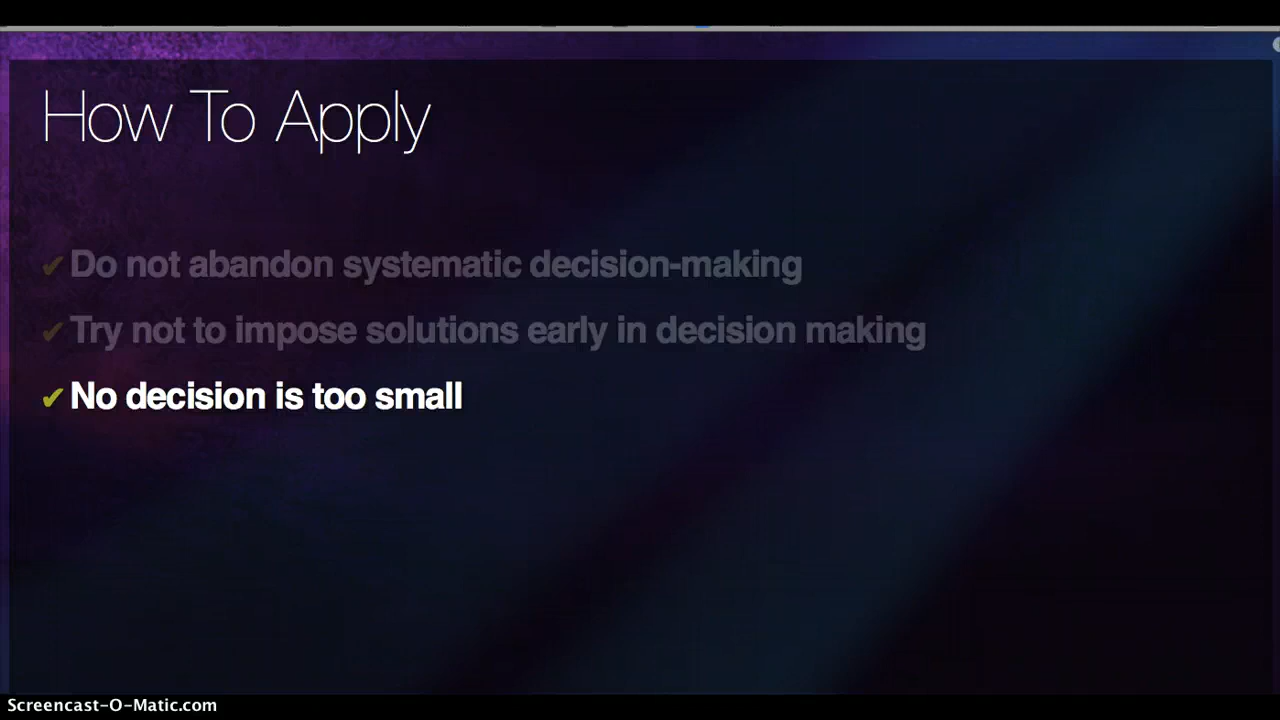 How To Apply
✔ Do not abandon systematic decision-making
✔ Try not to impose solutions early in decision making
✔ No decision is too small
Screencast-O-Matic.com